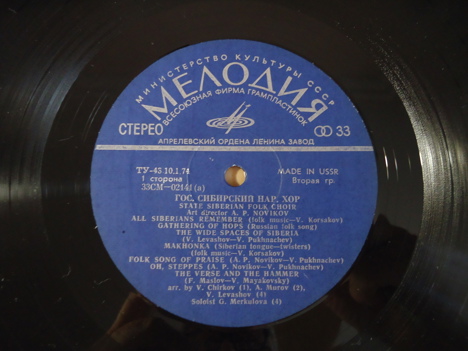 МИНИСТЕРСТВО КУЛЬТУРЫ СССР
МЕЛОДИЯ
ВСЕСОЮЗНАЯ ФИРМА ГРАМПЛАСТИНОК
СТЕРЕО
33
АПРЕЛЕВСКИЙ ОРДЕНА ЛЕНИНА ЗАВОД
ТУ-43.10.1.74
MADE IN USSR
1 сторона
Вторая гр.
33СМ—02141(a)
ГОС. СИБИРСКИЙ НАР. ХОР
STATE SIBERIAN FOLK CHOIR
Art director A. P. NOVIKOV
ALL SIBERIANS REMEMBER (folk music—V. Korsakov)
GATHERING OF HOPS (Russian folk song)
THE WIDE SPACES OF SIBERIA
(V. Levashov—V. Pukhnachev)
MAKHONKA (Siberian tongue—twisters)
(folk music—V. Korsakov)
FOLK SONG OF PRAISE (A. P. Novikov—V. Pukhnachev)
OH, STEPPES (A. P. Novikov—V. Pukhnachev)
THE VERSE AND THE HAMMER
(F. Maslov—V. Mayakovsky)
arr. by V. Chirkov (1), A. Morov (2),
V. Levashov (4)
Soloist G. Merkulova (4)